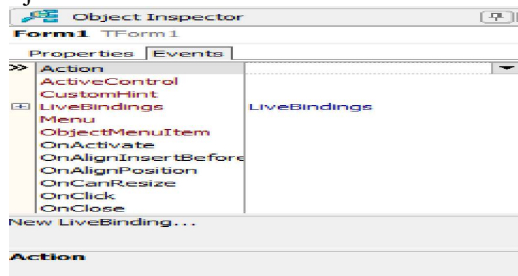 Object Inspector
Form1 TForm1
Properties Events
Action
ActiveControl
CustomHint
LiveBindings LiveBindings
Menu
ObjectMenuItem
OnActivate
OnAlignInsertBefore
OnAlignPosition
OnCanResize
OnClick
OnClose
New LiveBinding...
Action